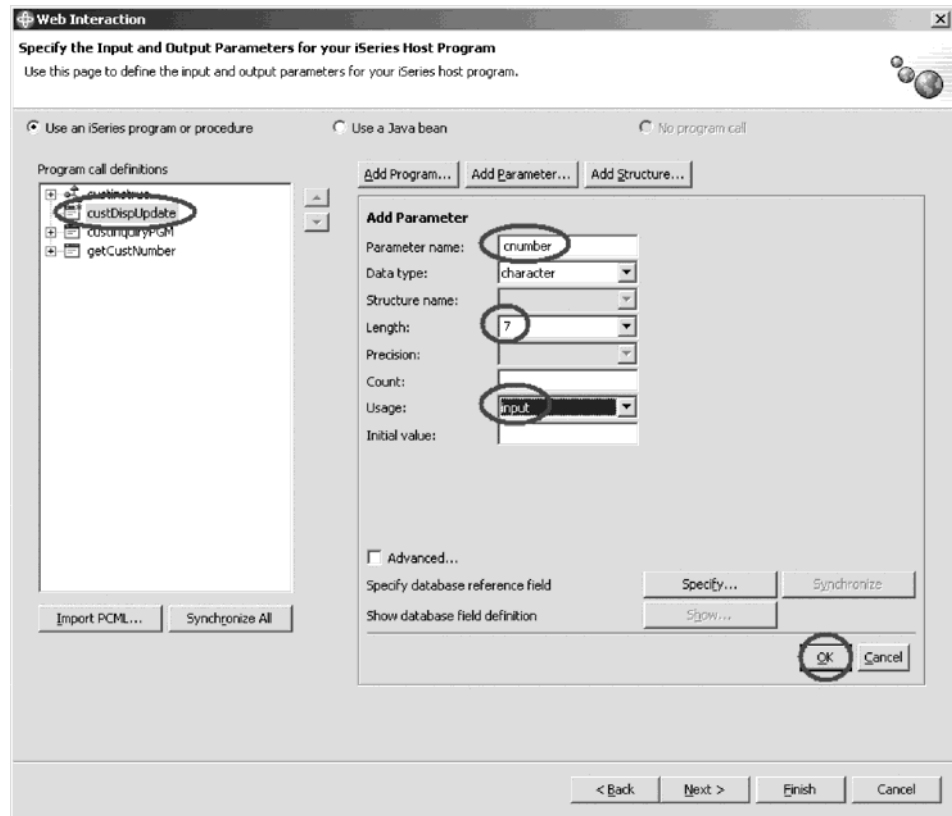 Web Interaction
Specify the Input and Output Parameters for your iSeries Host Program
Use this page to define the input and output parameters for your iSeries host program.
Use an iSeries program or procedure
Use a Java bean
No program call
Program call definitions
Add Program...
Add Parameter...
Add Structure...
custDispUpdate
custInquiryPGM
getCustNumber
Import PCML...
Synchronize All
Add Parameter
Parameter name: cnumber
Data type: character
Structure name:
Length: 7
Precision:
Count:
Usage: input
Initial value:
Advanced...
Specify database reference field
Specify...
Synchronize
Show database field definition
Show...
OK
Cancel
< Back
Next >
Finish
Cancel